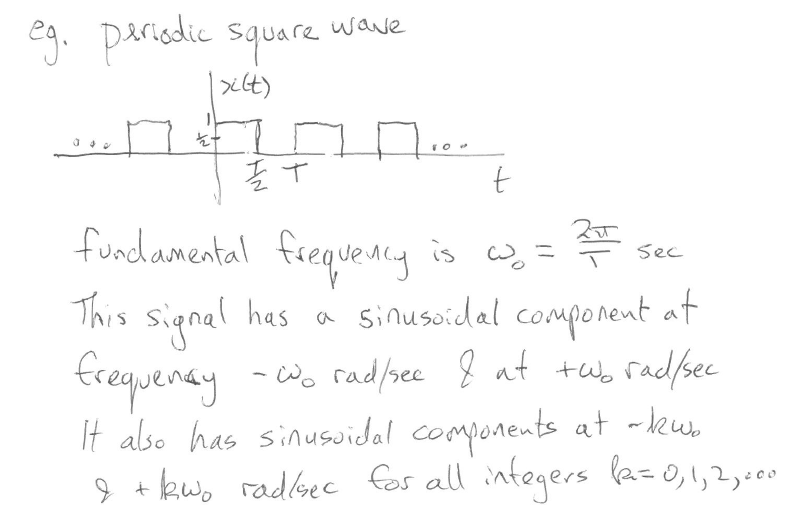 eg. periodic square wave
x(t)
1
1/2
... ...
T/2 T
t
fundamental frequency is ω₀ = 2π/T sec
This signal has a sinusoidal component at
frequency -ω₀ rad/sec & at +ω₀ rad/sec
It also has sinusoidal components at -kω₀
& +kω₀ rad/sec for all integers k=0,1,2,...